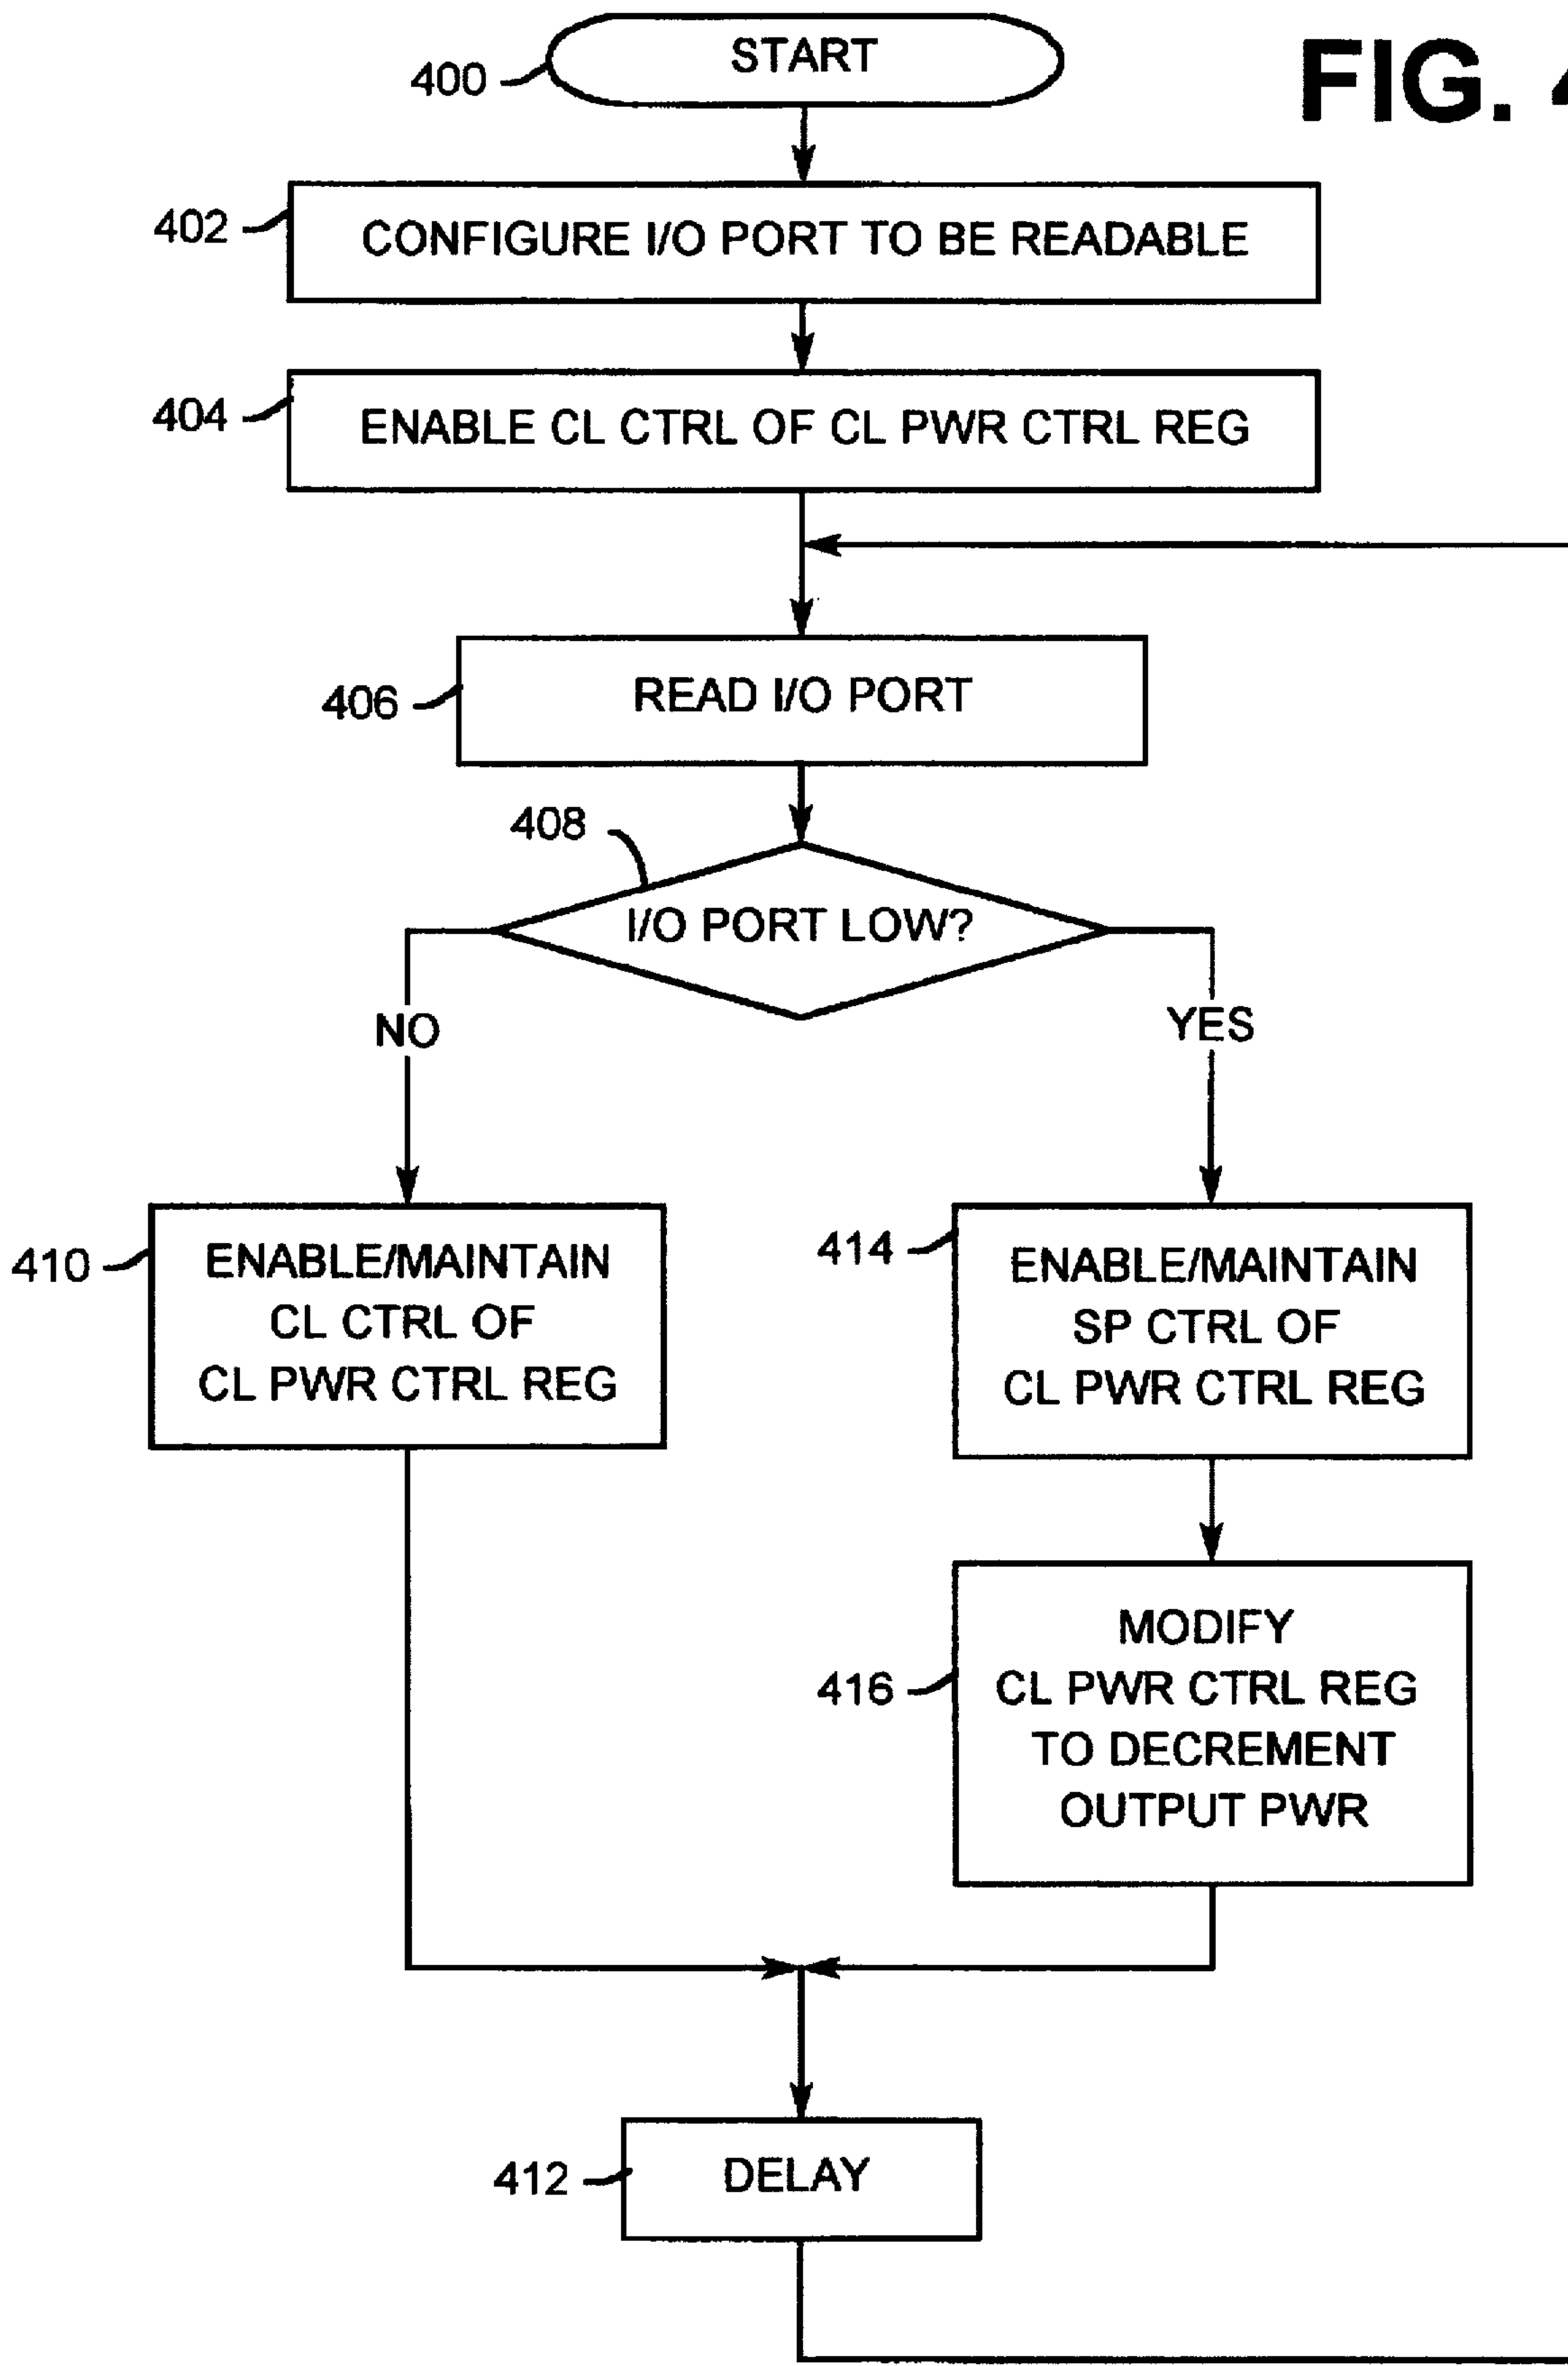 START
FIG. 4
400
402
CONFIGURE I/O PORT TO BE READABLE
404
ENABLE CL CTRL OF CL PWR CTRL REG
406
READ I/O PORT
408
I/O PORT LOW?
NO
YES
410
ENABLE/MAINTAIN
CL CTRL OF
CL PWR CTRL REG
414
ENABLE/MAINTAIN
SP CTRL OF
CL PWR CTRL REG
416
MODIFY
CL PWR CTRL REG
TO DECREMENT
OUTPUT PWR
412
DELAY